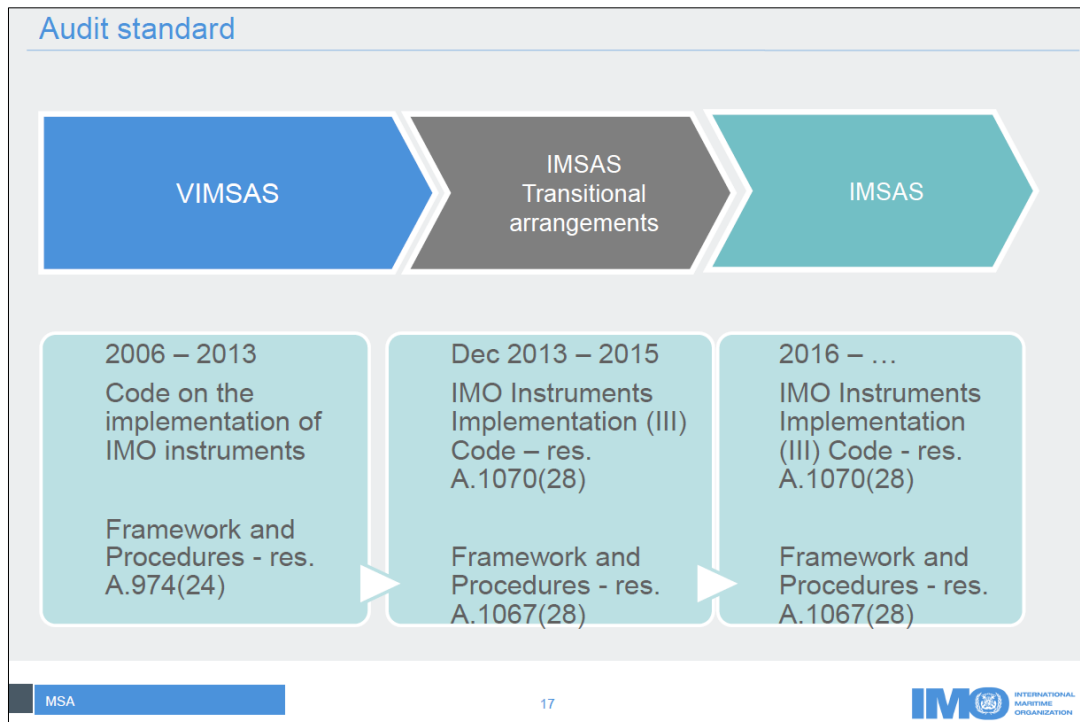 Audit standard
VIMSAS
IMSAS
Transitional
arrangements
IMSAS
2006 – 2013
Code on the
implementation of
IMO instruments
Framework and
Procedures - res.
A.974(24)
Dec 2013 – 2015
IMO Instruments
Implementation (III)
Code – res.
A.1070(28)
Framework and
Procedures - res.
A.1067(28)
2016 – …
IMO Instruments
Implementation
(III) Code - res.
A.1070(28)
Framework and
Procedures - res.
A.1067(28)
MSA
17
IMO
INTERNATIONAL
MARITIME
ORGANIZATION